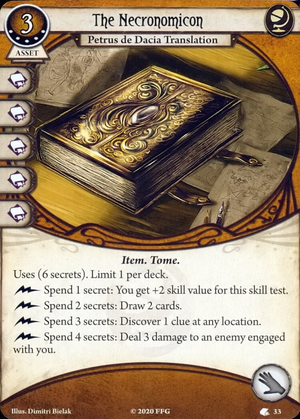 The Necronomicon
3
Petrus de Dacia Translation
ASSET
Item. Tome.
Uses (6 secrets). Limit 1 per deck.
Spend 1 secret: You get +2 skill value for this skill test.
Spend 2 secrets: Draw 2 cards.
Spend 3 secrets: Discover 1 clue at any location.
Spend 4 secrets: Deal 3 damage to an enemy engaged
with you.
Illus. Dimitri Bielak
© 2020 FFG
33